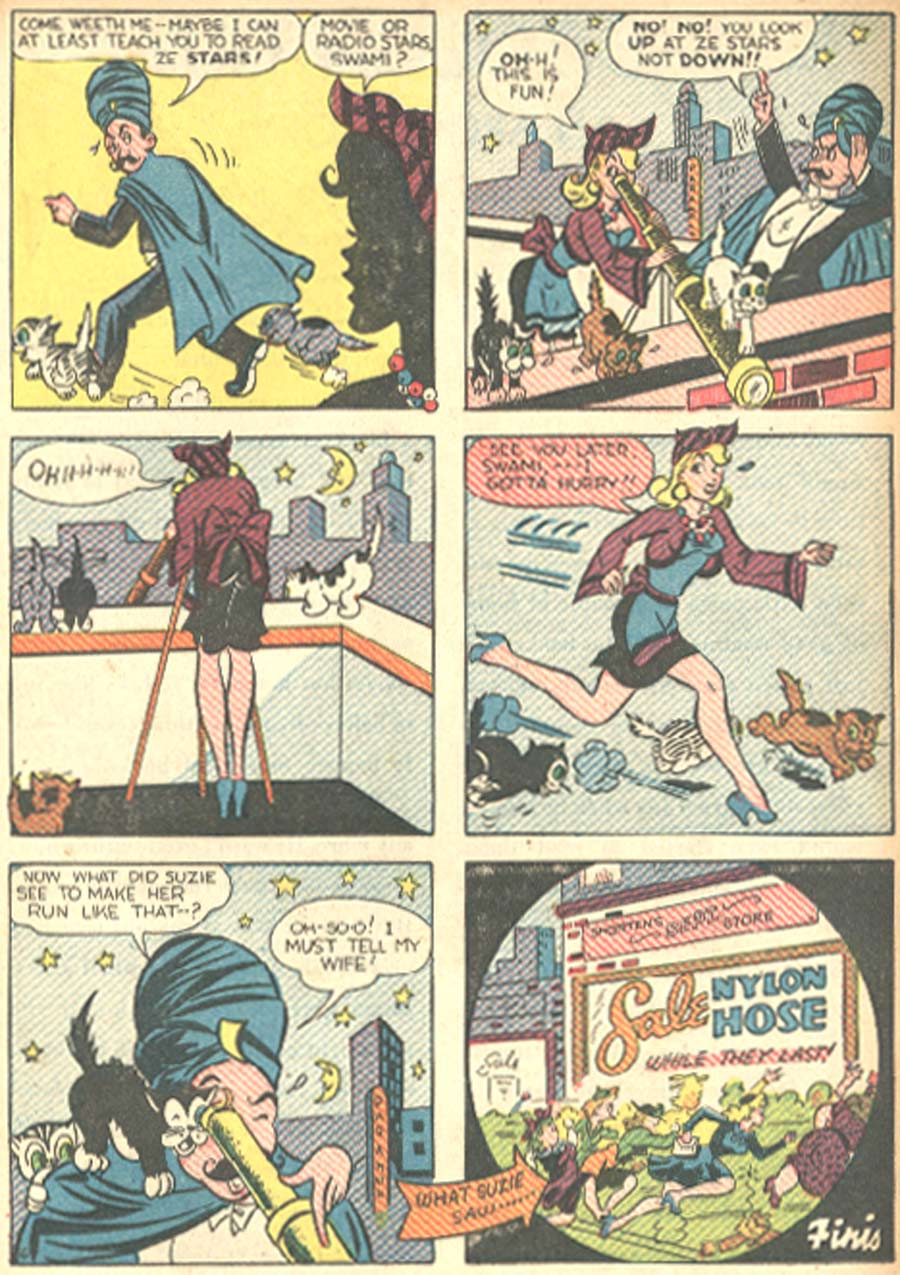 COME WEETH ME--MAYBE I CAN
AT LEAST TEACH YOU TO READ
ZE STARS!
MOVIE OR
RADIO STARS,
SWAMI?
OH-H!
THIS IS
FUN!
NO! NO! YOU LOOK
UP AT ZE STARS
NOT DOWN!!
OHH-H-H-H!!
SEE YOU LATER,
SWAMI,---I
GOTTA HURRY!!
NOW WHAT DID SUZIE
SEE TO MAKE HER
RUN LIKE THAT--?
OH-SO-O! I
MUST TELL MY
WIFE!
WHAT SUZIE
SAW......
STORE
Sale NYLON
HOSE
WHILE THEY LAST!
Sale
Finis